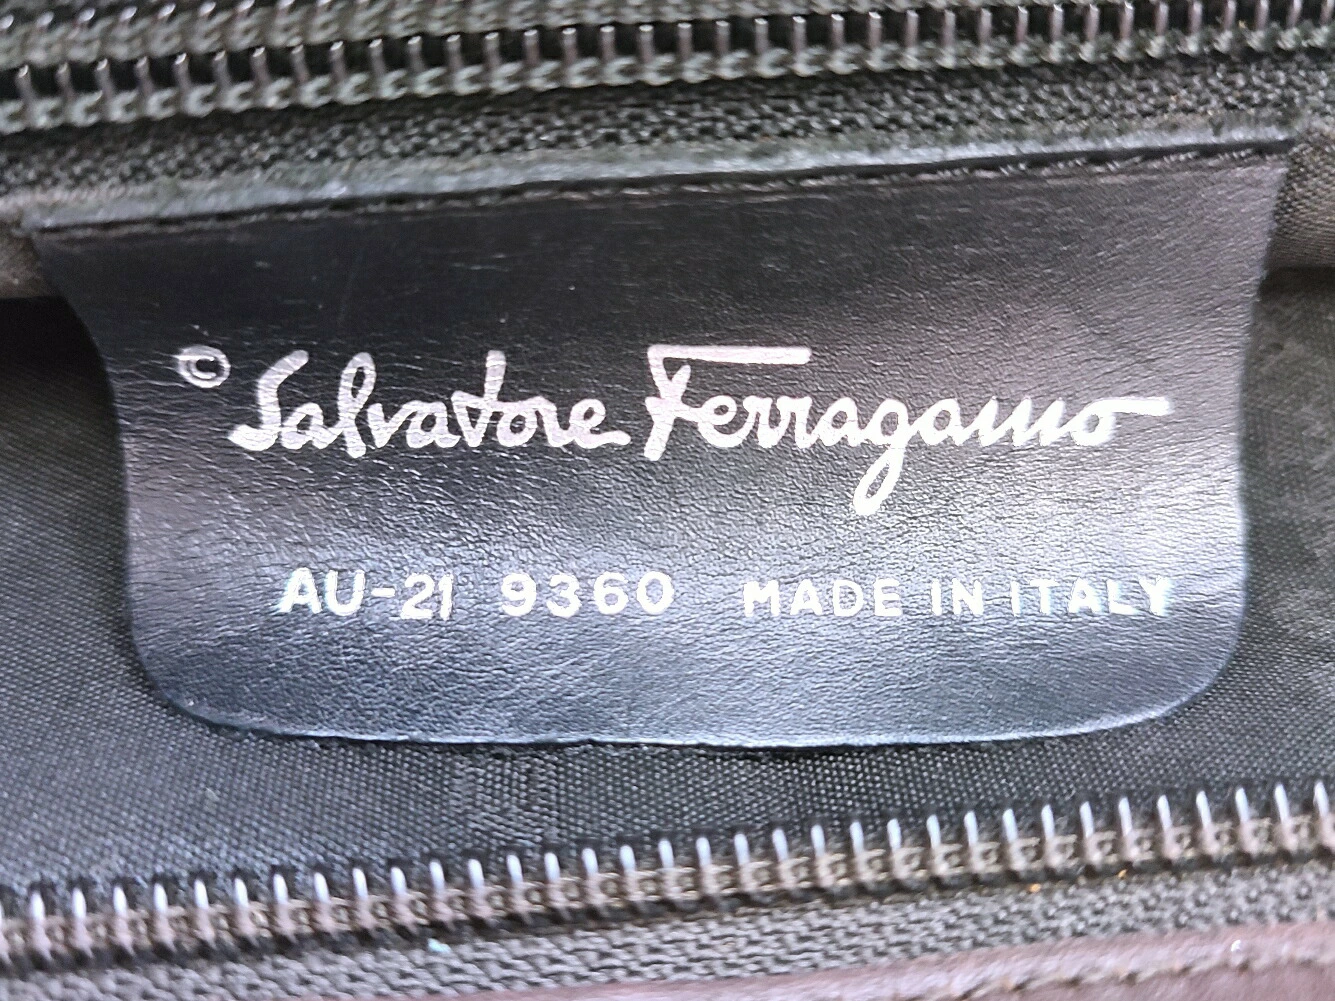 © Salvatore Ferragamo
AU-21 9360 MADE IN ITALY